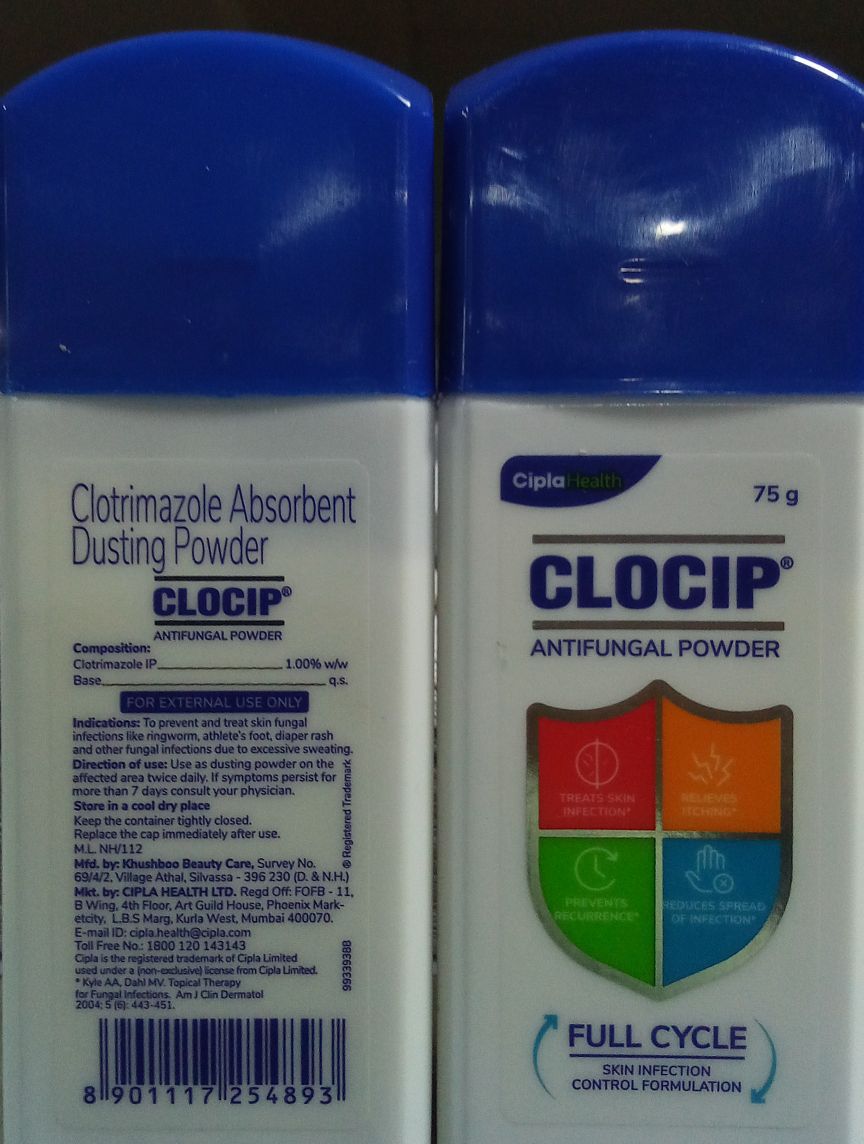 Clotrimazole Absorbent
Dusting Powder
CLOCIP®
ANTIFUNGAL POWDER
Composition:
Clotrimazole IP 1.00% w/w
Base q.s.
FOR EXTERNAL USE ONLY
Indications: To prevent and treat skin fungal
infections like ringworm, athlete's foot, diaper rash
and other fungal infections due to excessive sweating.
Direction of use: Use as dusting powder on the
affected area twice daily. If symptoms persist for
more than 7 days consult your physician.
Store in a cool dry place
Keep the container tightly closed.
Replace the cap immediately after use.
M.L. NH/112
Mfd. by: Khushboo Beauty Care, Survey No.
69/4/2, Village Athal, Silvassa - 396 230 (D. & N.H.)
Mkt. by: CIPLA HEALTH LTD. Regd Off: FOFB - 11,
B Wing, 4th Floor, Art Guild House, Phoenix Mark-
etcity, L.B.S Marg, Kurla West, Mumbai 400070.
E-mail ID: cipla.health@cipla.com
Toll Free No.: 1800 120 143143
Cipla is the registered trademark of Cipla Limited
used under a (non-exclusive) license from Cipla Limited.
* Kyle AA, Dahl MV. Topical Therapy
for Fungal Infections. Am J Clin Dermatol
2004; 5 (6): 443-451.
® Registered Trademark
99339388
8 901117 254893
CiplaHealth
75 g
CLOCIP®
ANTIFUNGAL POWDER
TREATS SKIN
INFECTION*
RELIEVES
ITCHING*
PREVENTS
RECURRENCE*
REDUCES SPREAD
OF INFECTION*
FULL CYCLE
SKIN INFECTION
CONTROL FORMULATION